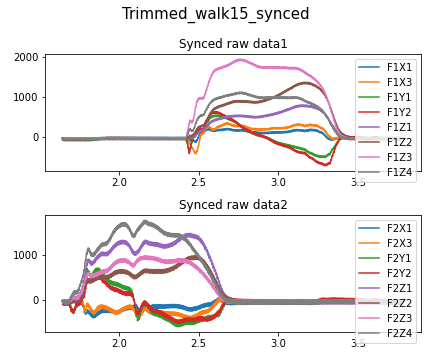 Trimmed_walk15_synced
Synced raw data1
2000
1000
0
F1X1
F1X3
F1Y1
F1Y2
F1Z1
F1Z2
F1Z3
F1Z4
2.0 2.5 3.0 3.5
Synced raw data2
1000
0
F2X1
F2X3
F2Y1
F2Y2
F2Z1
F2Z2
F2Z3
F2Z4
2.0 2.5 3.0 3.5